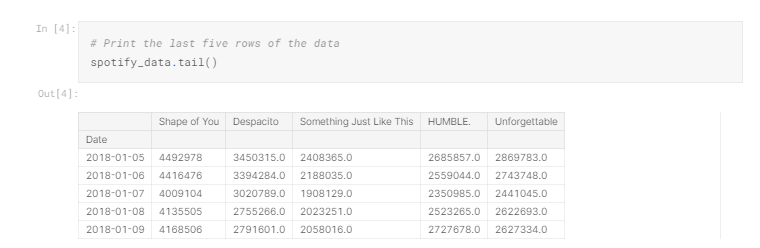 In [4]:
# Print the last five rows of the data
spotify_data.tail()
Out[4]:
Shape of You Despacito Something Just Like This HUMBLE. Unforgettable
Date
2018-01-05 4492978 3450315.0 2408365.0 2685857.0 2869783.0
2018-01-06 4416476 3394284.0 2188035.0 2559044.0 2743748.0
2018-01-07 4009104 3020789.0 1908129.0 2350985.0 2441045.0
2018-01-08 4135505 2755266.0 2023251.0 2523265.0 2622693.0
2018-01-09 4168506 2791601.0 2058016.0 2727678.0 2627334.0